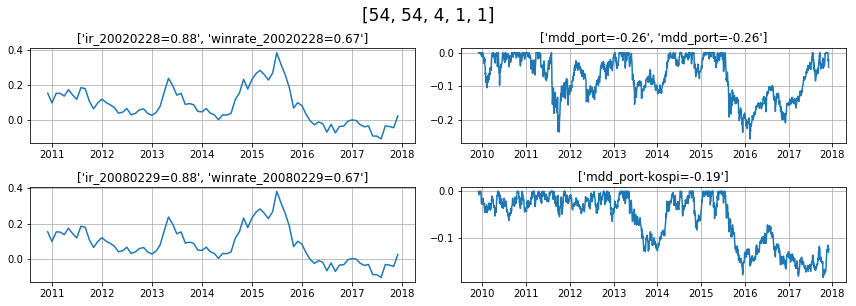 [54, 54, 4, 1, 1]
['ir_20020228=0.88', 'winrate_20020228=0.67']
0.4
0.2
0.0
2011 2012 2013 2014 2015 2016 2017 2018
['mdd_port=-0.26', 'mdd_port=-0.26']
0.0
−0.1
−0.2
2010 2011 2012 2013 2014 2015 2016 2017 2018
['ir_20080229=0.88', 'winrate_20080229=0.67']
0.4
0.2
0.0
2011 2012 2013 2014 2015 2016 2017 2018
['mdd_port-kospi=-0.19']
0.0
−0.1
2010 2011 2012 2013 2014 2015 2016 2017 2018